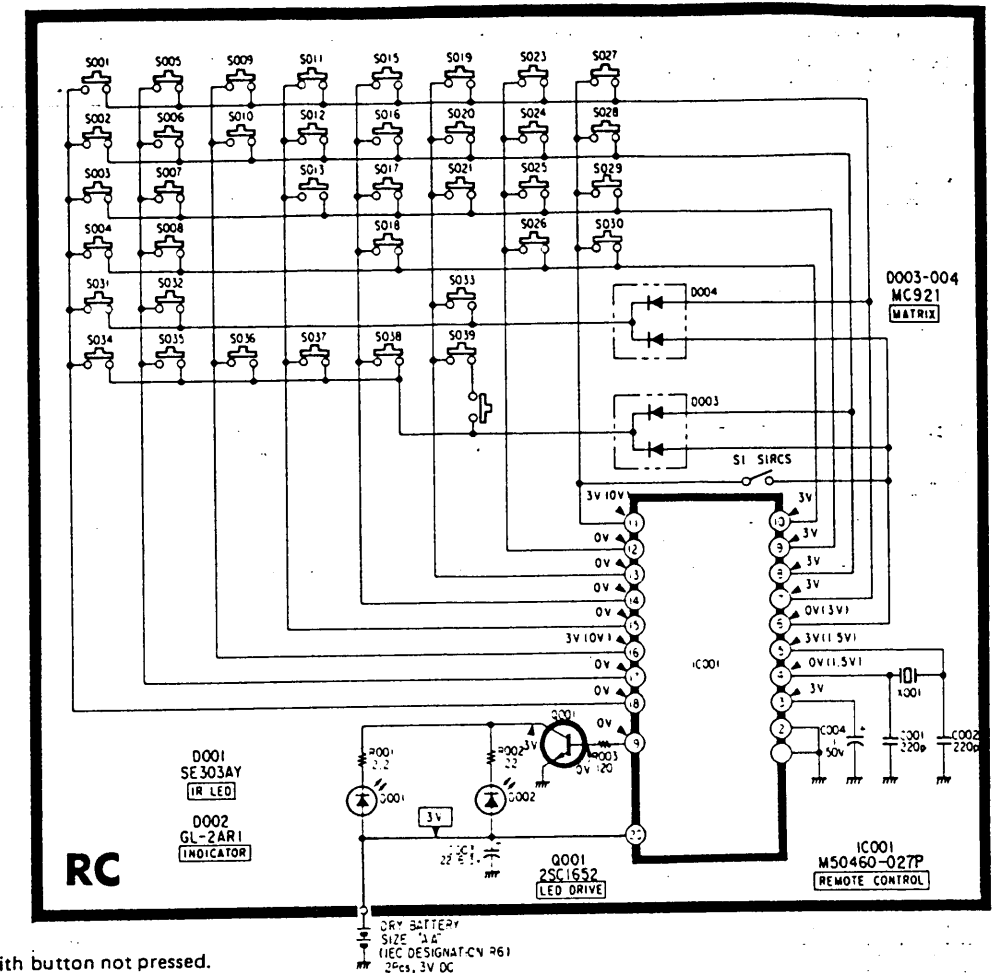 S001 S005 S009 S011 S015 S019 S023 S027
S002 S006 S010 S012 S016 S020 S024 S028
S003 S007 S013 S017 S021 S025 S029
S004 S008 S018 S026 S030
S031 S032 S033
S034 S035 S036 S037 S038 S039
D004
D003-004
MC921
MATRIX
D003
S1 SIRCS
3V(0V) 11 10 3V
0V 12 9 3V
0V 13 8 3V
0V 14 3V
0V 15 6 0V(3V)
3V(0V) 16 5 3V(1.5V)
0V 17 4 0V(1.5V)
0V 18 3 3V
2
IC001
X001
C004
50V
220p
C002
220p
Q001
3V
0V
R003
0V
R001
2.2
R002
22
D001
D002
3V
20
D001
SE303AY
IR LED
D002
GL-2AR1
INDICATOR
RC
Q001
2SC1652
LED DRIVE
IC001
M50460-027P
REMOTE CONTROL
DRY BATTERY
SIZE "AA"
(IEC DESIGNATION R6)
2Pcs, 3V DC
ith button not pressed.